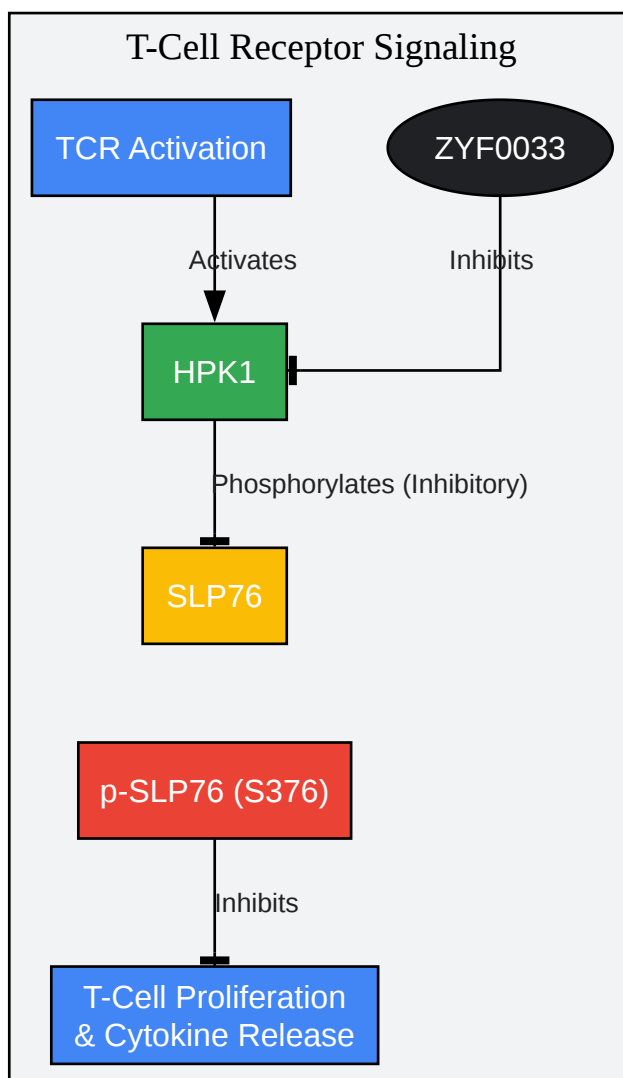 T-Cell Receptor Signaling
TCR Activation
ZYF0033
Activates
Inhibits
HPK1
Phosphorylates (Inhibitory)
SLP76
p-SLP76 (S376)
Inhibits
T-Cell Proliferation
& Cytokine Release